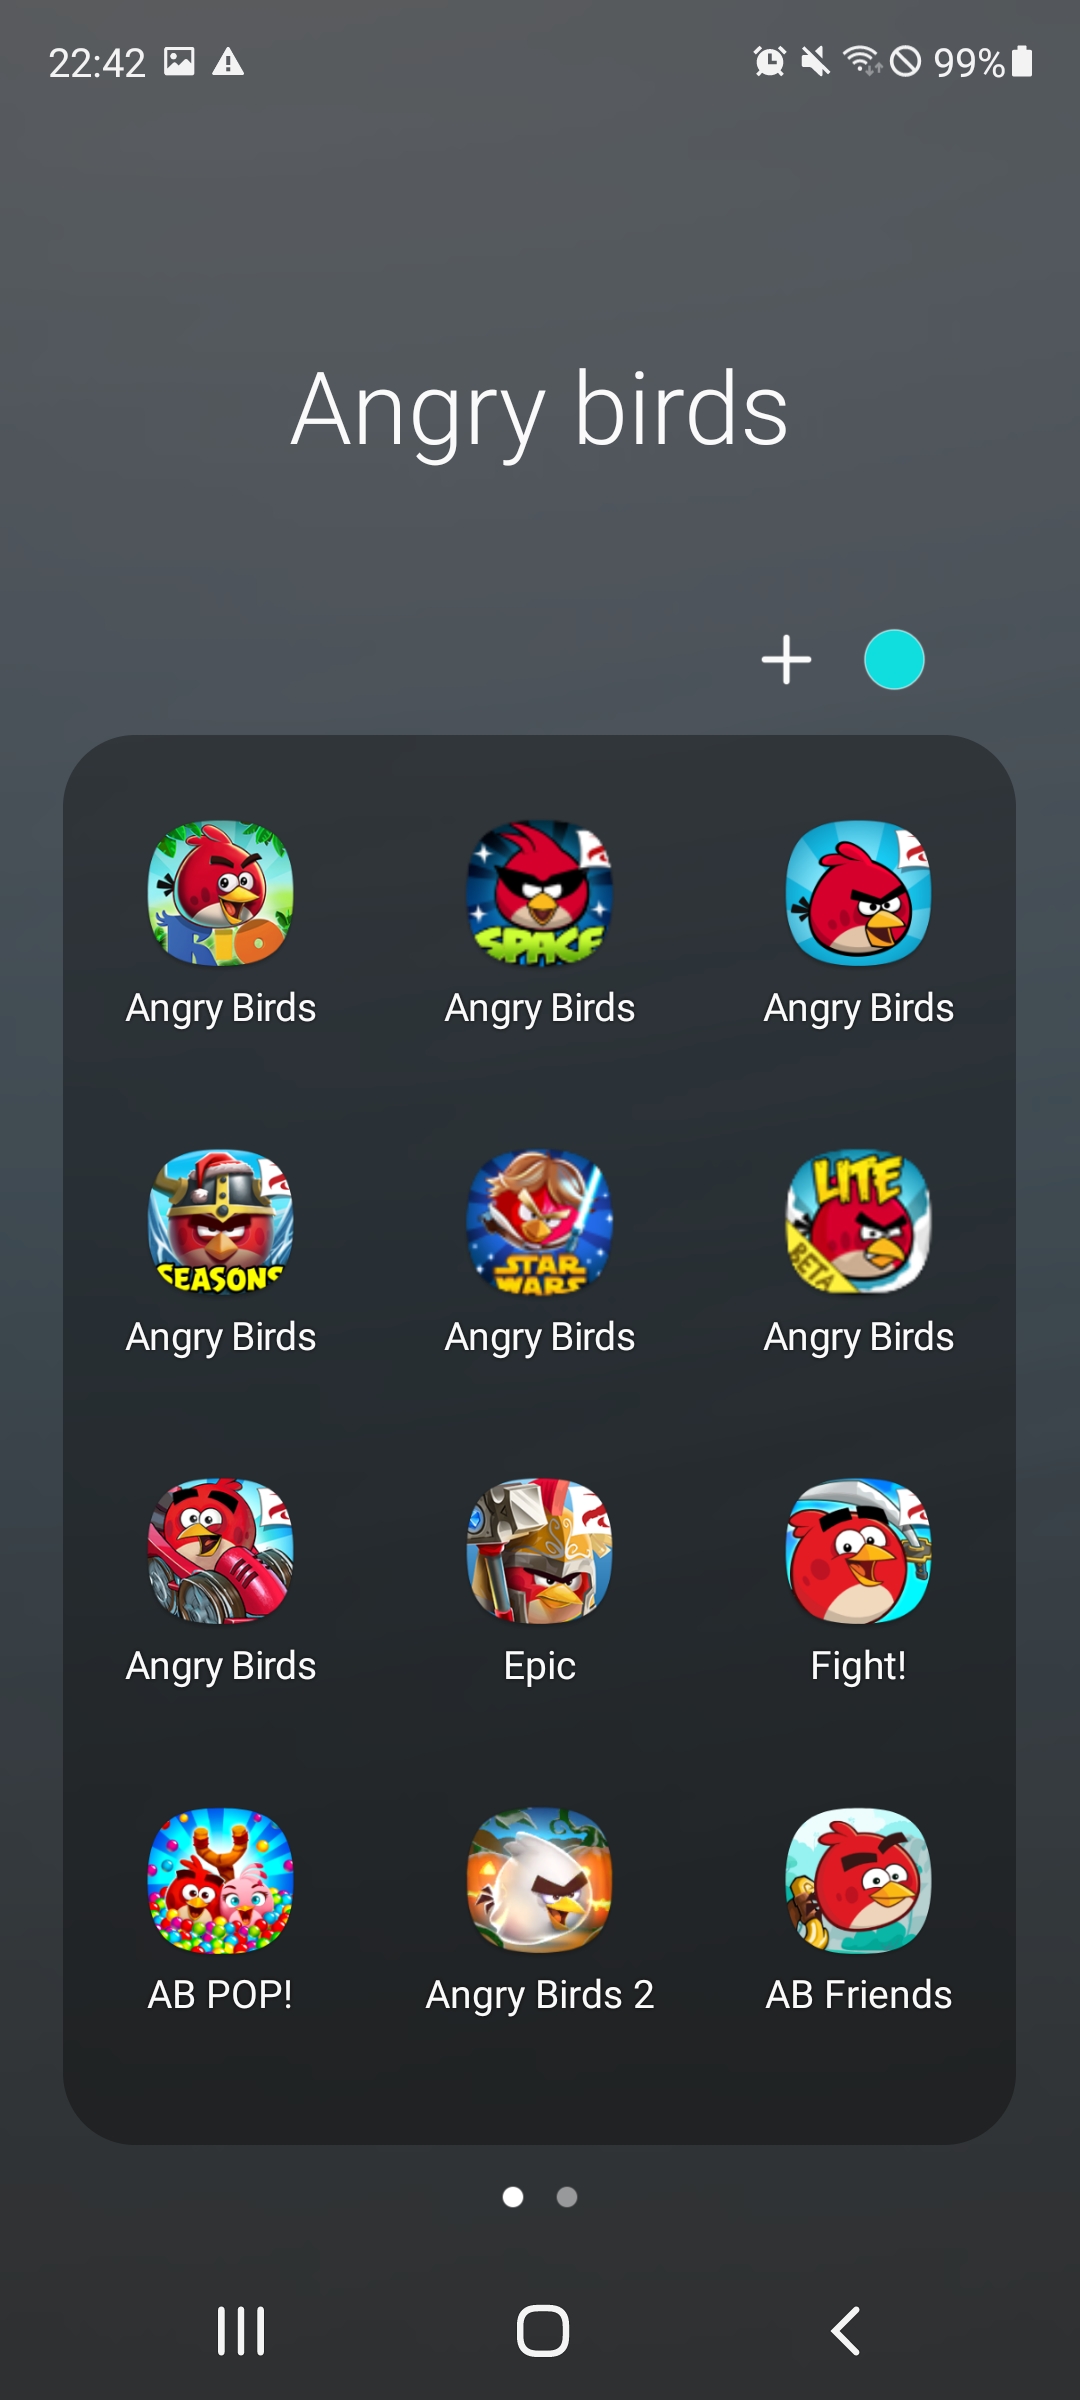 22:42 99%
Angry birds
RIO SPACE
Angry Birds Angry Birds Angry Birds
SEASONS STAR WARS LITE BETA
Angry Birds Angry Birds Angry Birds
Angry Birds Epic Fight!
AB POP! Angry Birds 2 AB Friends